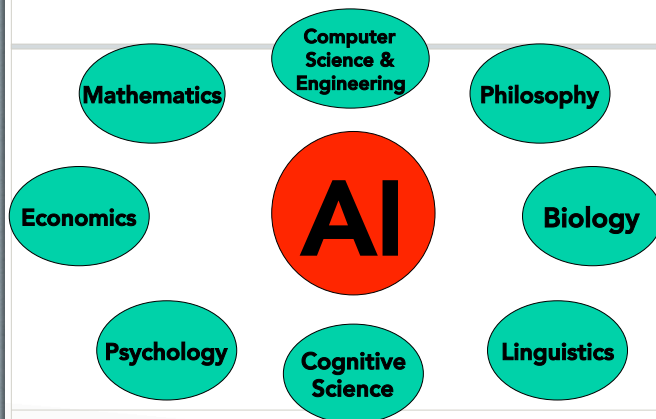 Computer
Science &
Engineering
Mathematics
Philosophy
AI
Economics
Biology
Psychology
Cognitive
Science
Linguistics